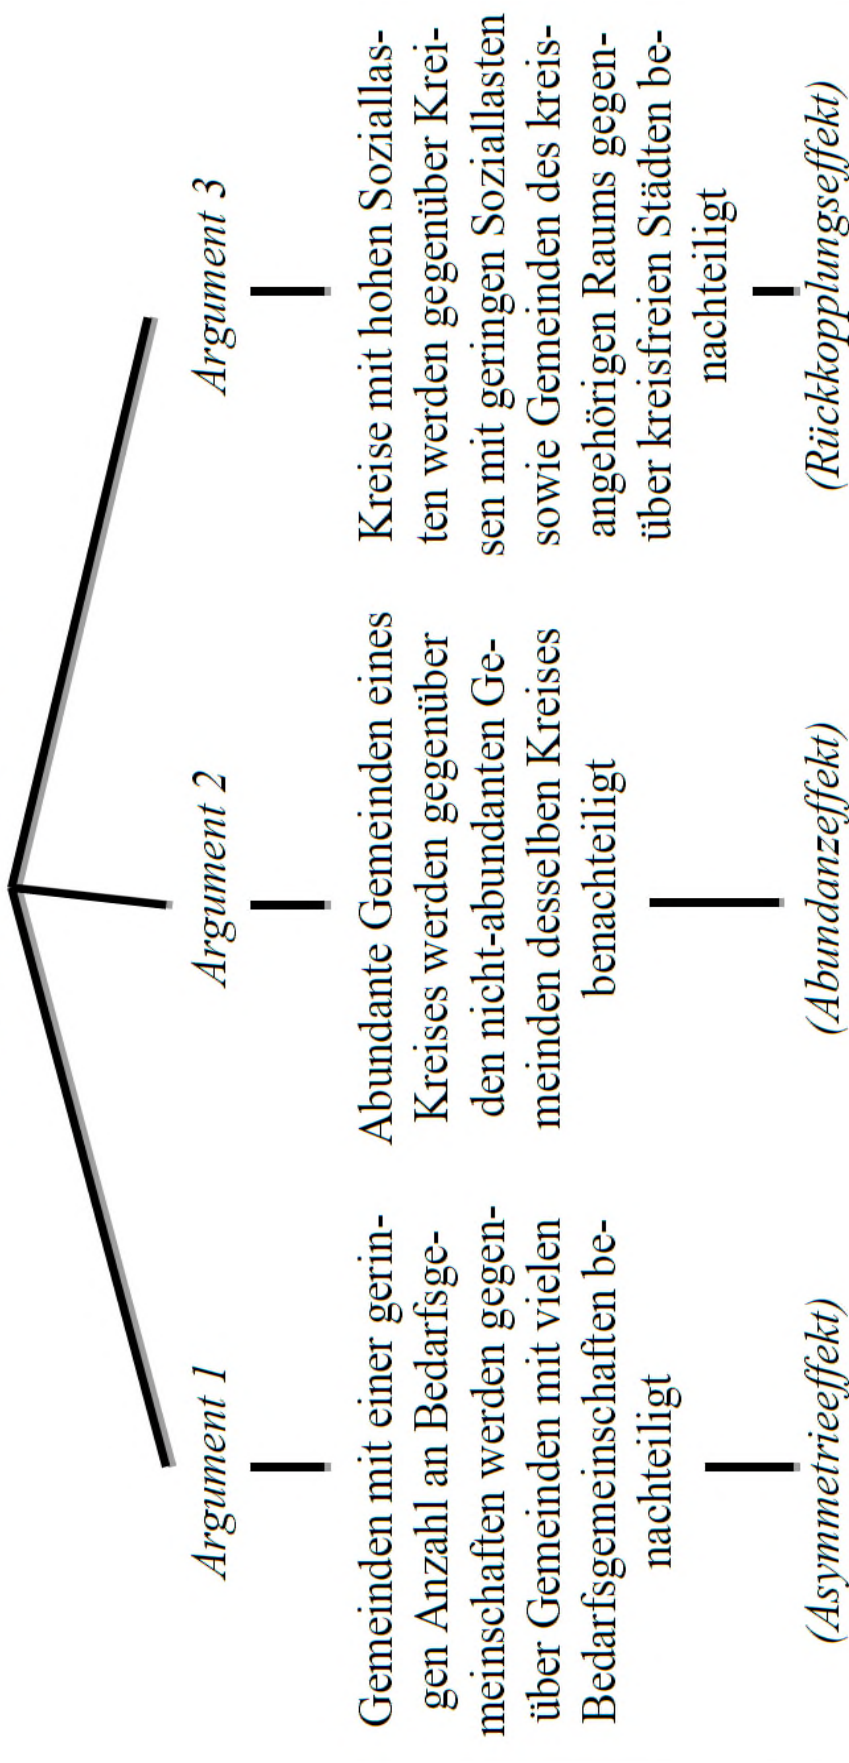 Argument 1
Gemeinden mit einer gerin-
gen Anzahl an Bedarfsge-
meinschaften werden gegen-
über Gemeinden mit vielen
Bedarfsgemeinschaften be-
nachteiligt
(Asymmetrieeffekt)
Argument 2
Abundante Gemeinden eines
Kreises werden gegenüber
den nicht-abundanten Ge-
meinden desselben Kreises
benachteiligt
(Abundanzeffekt)
Argument 3
Kreise mit hohen Soziallas-
ten werden gegenüber Krei-
sen mit geringen Soziallasten
sowie Gemeinden des kreis-
angehörigen Raums gegen-
über kreisfreien Städten be-
nachteiligt
(Rückkopplungseffekt)